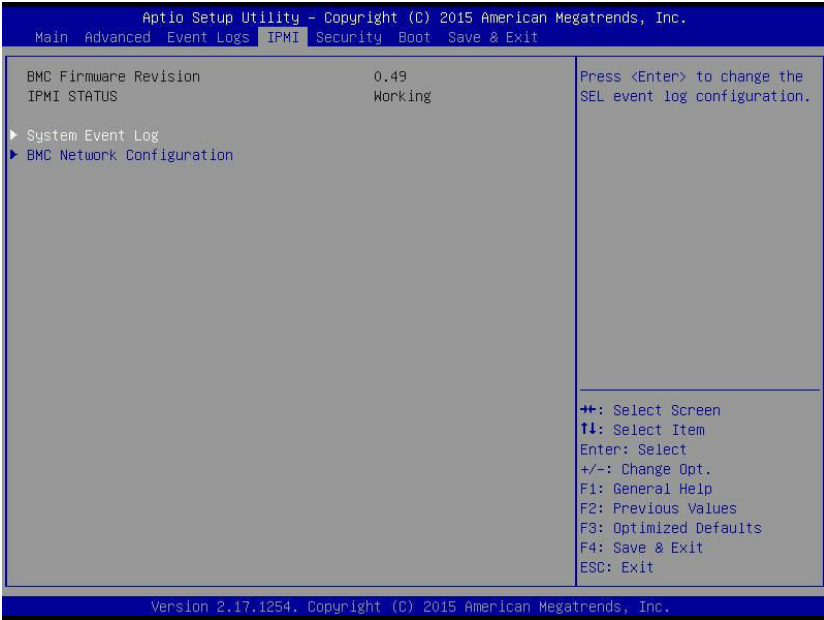 Aptio Setup Utility – Copyright (C) 2015 American Megatrends, Inc.
Main Advanced Event Logs IPMI Security Boot Save & Exit
BMC Firmware Revision 0.49
IPMI STATUS Working
System Event Log
BMC Network Configuration
Press <Enter> to change the
SEL event log configuration.
→←: Select Screen
↑↓: Select Item
Enter: Select
+/-: Change Opt.
F1: General Help
F2: Previous Values
F3: Optimized Defaults
F4: Save & Exit
ESC: Exit
Version 2.17.1254. Copyright (C) 2015 American Megatrends, Inc.